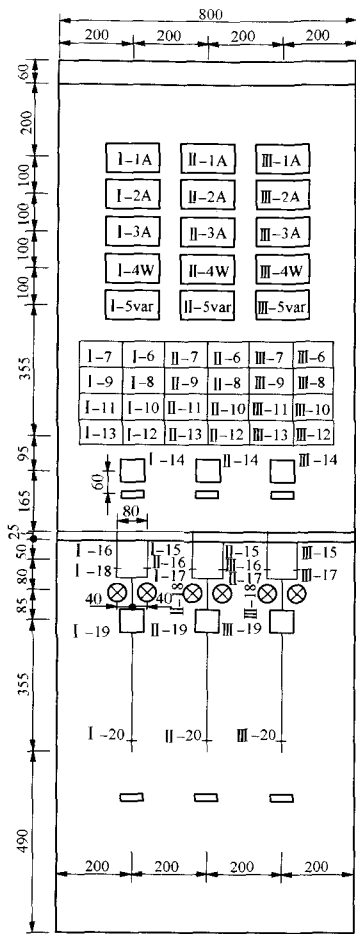 800
200 200 200 200
60
200
100
100
100
100
355
95
165
25
50
80
85
355
490
I-1A II-1A III-1A
I-2A II-2A III-2A
I-3A II-3A III-3A
I-4W II-4W III-4W
I-5var II-5var III-5var
I-7 I-6 II-7 II-6 III-7 III-6
I-9 I-8 II-9 II-8 III-9 III-8
I-11 I-10 II-11 II-10 III-11 III-10
I-13 I-12 II-13 II-12 III-13 III-12
I-14 II-14 III-14
60
80
I-16 I-15 II-15 III-15
II-16 III-16
I-18 I-17 II-17 III-17
II-18 III-18
40 40
I-19 II-19 III-19
I-20 II-20 III-20
200 200 200 200